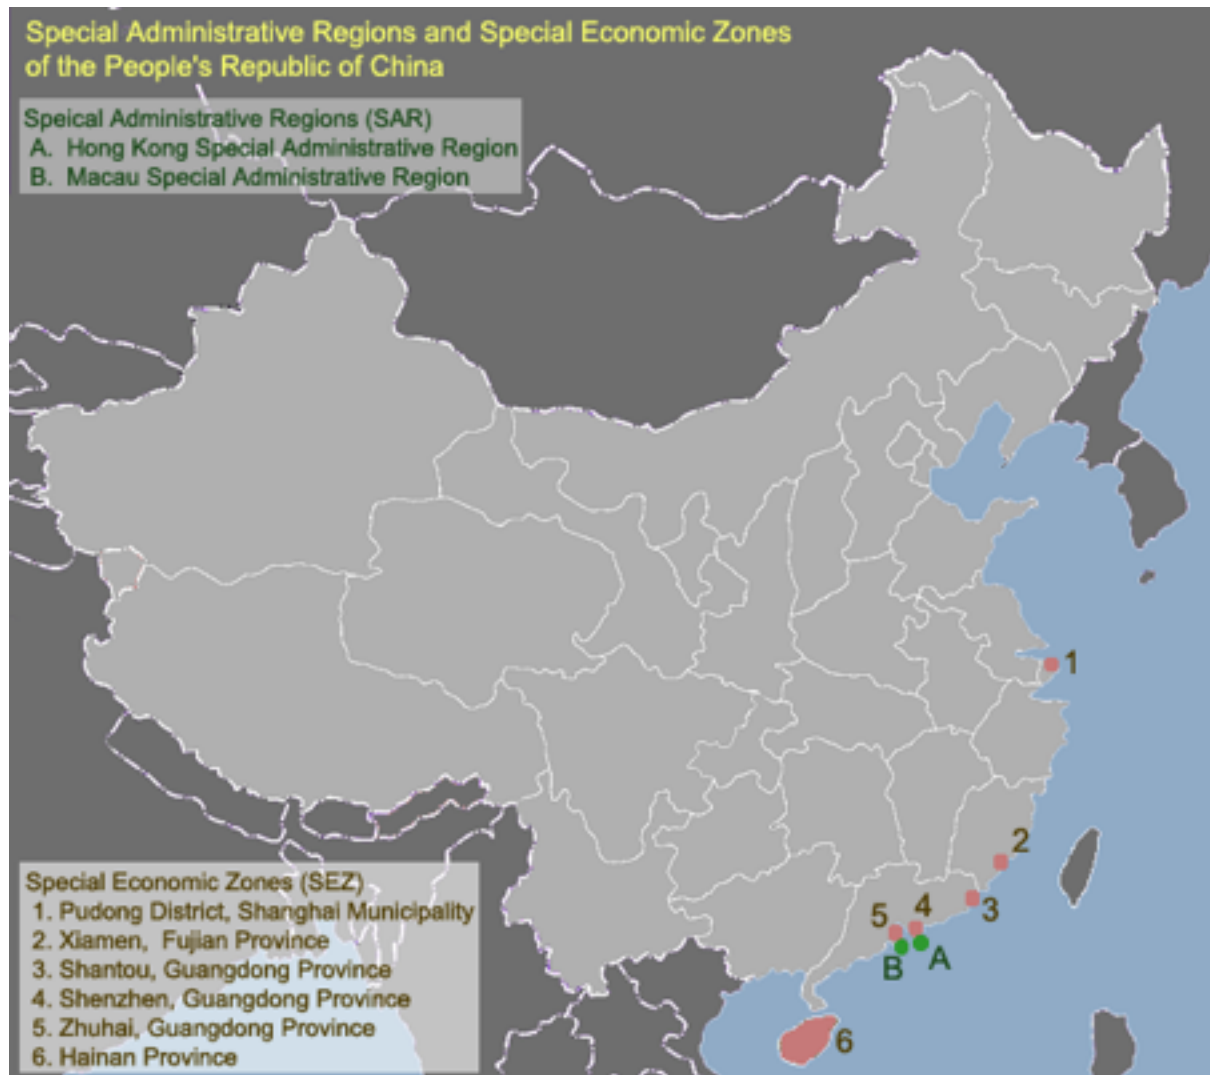 Special Administrative Regions and Special Economic Zones
of the People's Republic of China
Speical Administrative Regions (SAR)
A. Hong Kong Special Administrative Region
B. Macau Special Administrative Region
1
2
3
4
5
A
B
6
Special Economic Zones (SEZ)
1. Pudong District, Shanghai Municipality
2. Xiamen, Fujian Province
3. Shantou, Guangdong Province
4. Shenzhen, Guangdong Province
5. Zhuhai, Guangdong Province
6. Hainan Province